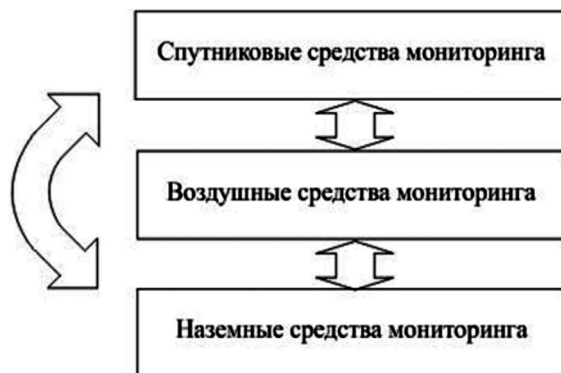 Спутниковые средства мониторинга
Воздушные средства мониторинга
Наземные средства мониторинга